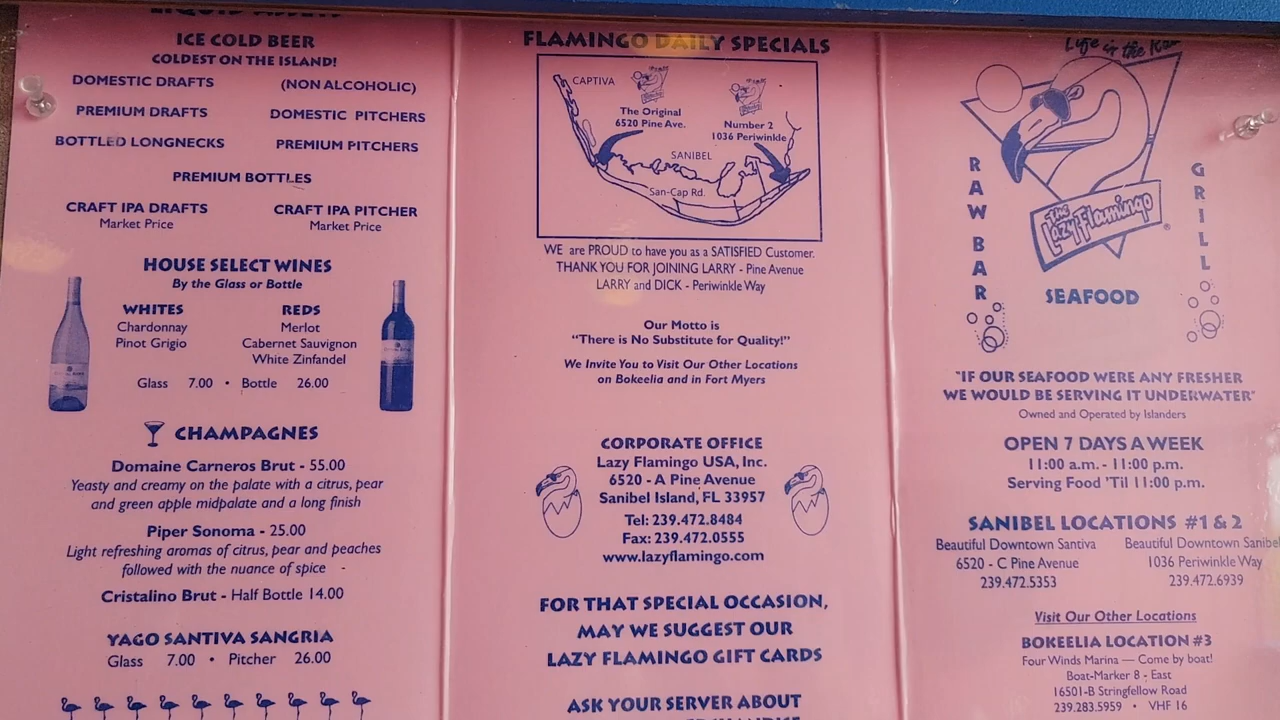 LIQUID ASSETS
ICE COLD BEER
COLDEST ON THE ISLAND!
DOMESTIC DRAFTS (NON ALCOHOLIC)
PREMIUM DRAFTS DOMESTIC PITCHERS
BOTTLED LONGNECKS PREMIUM PITCHERS
PREMIUM BOTTLES
CRAFT IPA DRAFTS CRAFT IPA PITCHER
Market Price Market Price
HOUSE SELECT WINES
By the Glass or Bottle
WHITES REDS
Chardonnay Merlot
Pinot Grigio Cabernet Sauvignon
White Zinfandel
Glass 7.00 • Bottle 26.00
CHAMPAGNES
Domaine Carneros Brut - 55.00
Yeasty and creamy on the palate with a citrus, pear
and green apple midpalate and a long finish
Piper Sonoma - 25.00
Light refreshing aromas of citrus, pear and peaches
followed with the nuance of spice
Cristalino Brut - Half Bottle 14.00
YAGO SANTIVA SANGRIA
Glass 7.00 • Pitcher 26.00
FLAMINGO DAILY SPECIALS
CAPTIVA
The Original
6520 Pine Ave.
Number 2
1036 Periwinkle
SANIBEL
San-Cap Rd.
WE are PROUD to have you as a SATISFIED Customer.
THANK YOU FOR JOINING LARRY - Pine Avenue
LARRY and DICK - Periwinkle Way
Our Motto is
"There is No Substitute for Quality!"
We Invite You to Visit Our Other Locations
on Bokeelia and in Fort Myers
CORPORATE OFFICE
Lazy Flamingo USA, Inc.
6520 - A Pine Avenue
Sanibel Island, FL 33957
Tel: 239.472.8484
Fax: 239.472.0555
www.lazyflamingo.com
FOR THAT SPECIAL OCCASION,
MAY WE SUGGEST OUR
LAZY FLAMINGO GIFT CARDS
ASK YOUR SERVER ABOUT
Life in the
RAW BAR
GRILL
The Lazy Flamingo®
SEAFOOD
"IF OUR SEAFOOD WERE ANY FRESHER
WE WOULD BE SERVING IT UNDERWATER"
Owned and Operated by Islanders
OPEN 7 DAYS A WEEK
11:00 a.m. - 11:00 p.m.
Serving Food 'Til 11:00 p.m.
SANIBEL LOCATIONS #1 & 2
Beautiful Downtown Santiva Beautiful Downtown Sanibel
6520 - C Pine Avenue 1036 Periwinkle Way
239.472.5353 239.472.6939
Visit Our Other Locations
BOKEELIA LOCATION #3
Four Winds Marina — Come by boat!
Boat-Marker 8 - East
16501-B Stringfellow Road
239.283.5959 • VHF 16